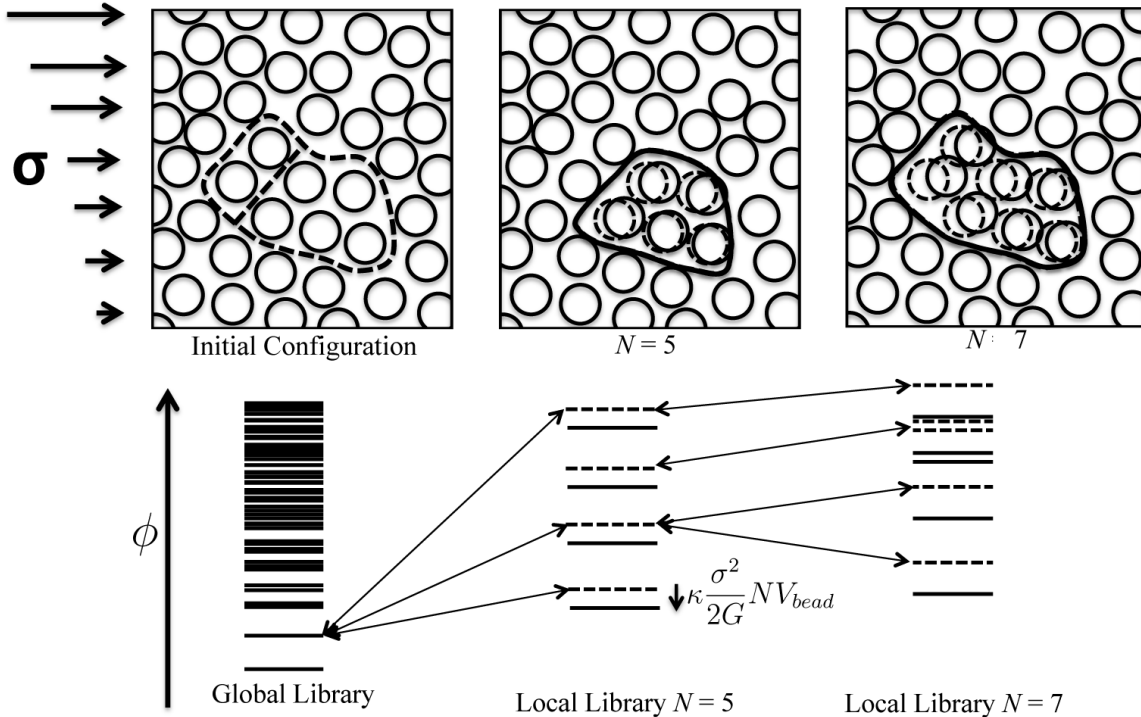 σ
Initial Configuration
N = 5
N = 7
ϕ
κ σ²/2G NV_bead
Global Library
Local Library N = 5
Local Library N = 7